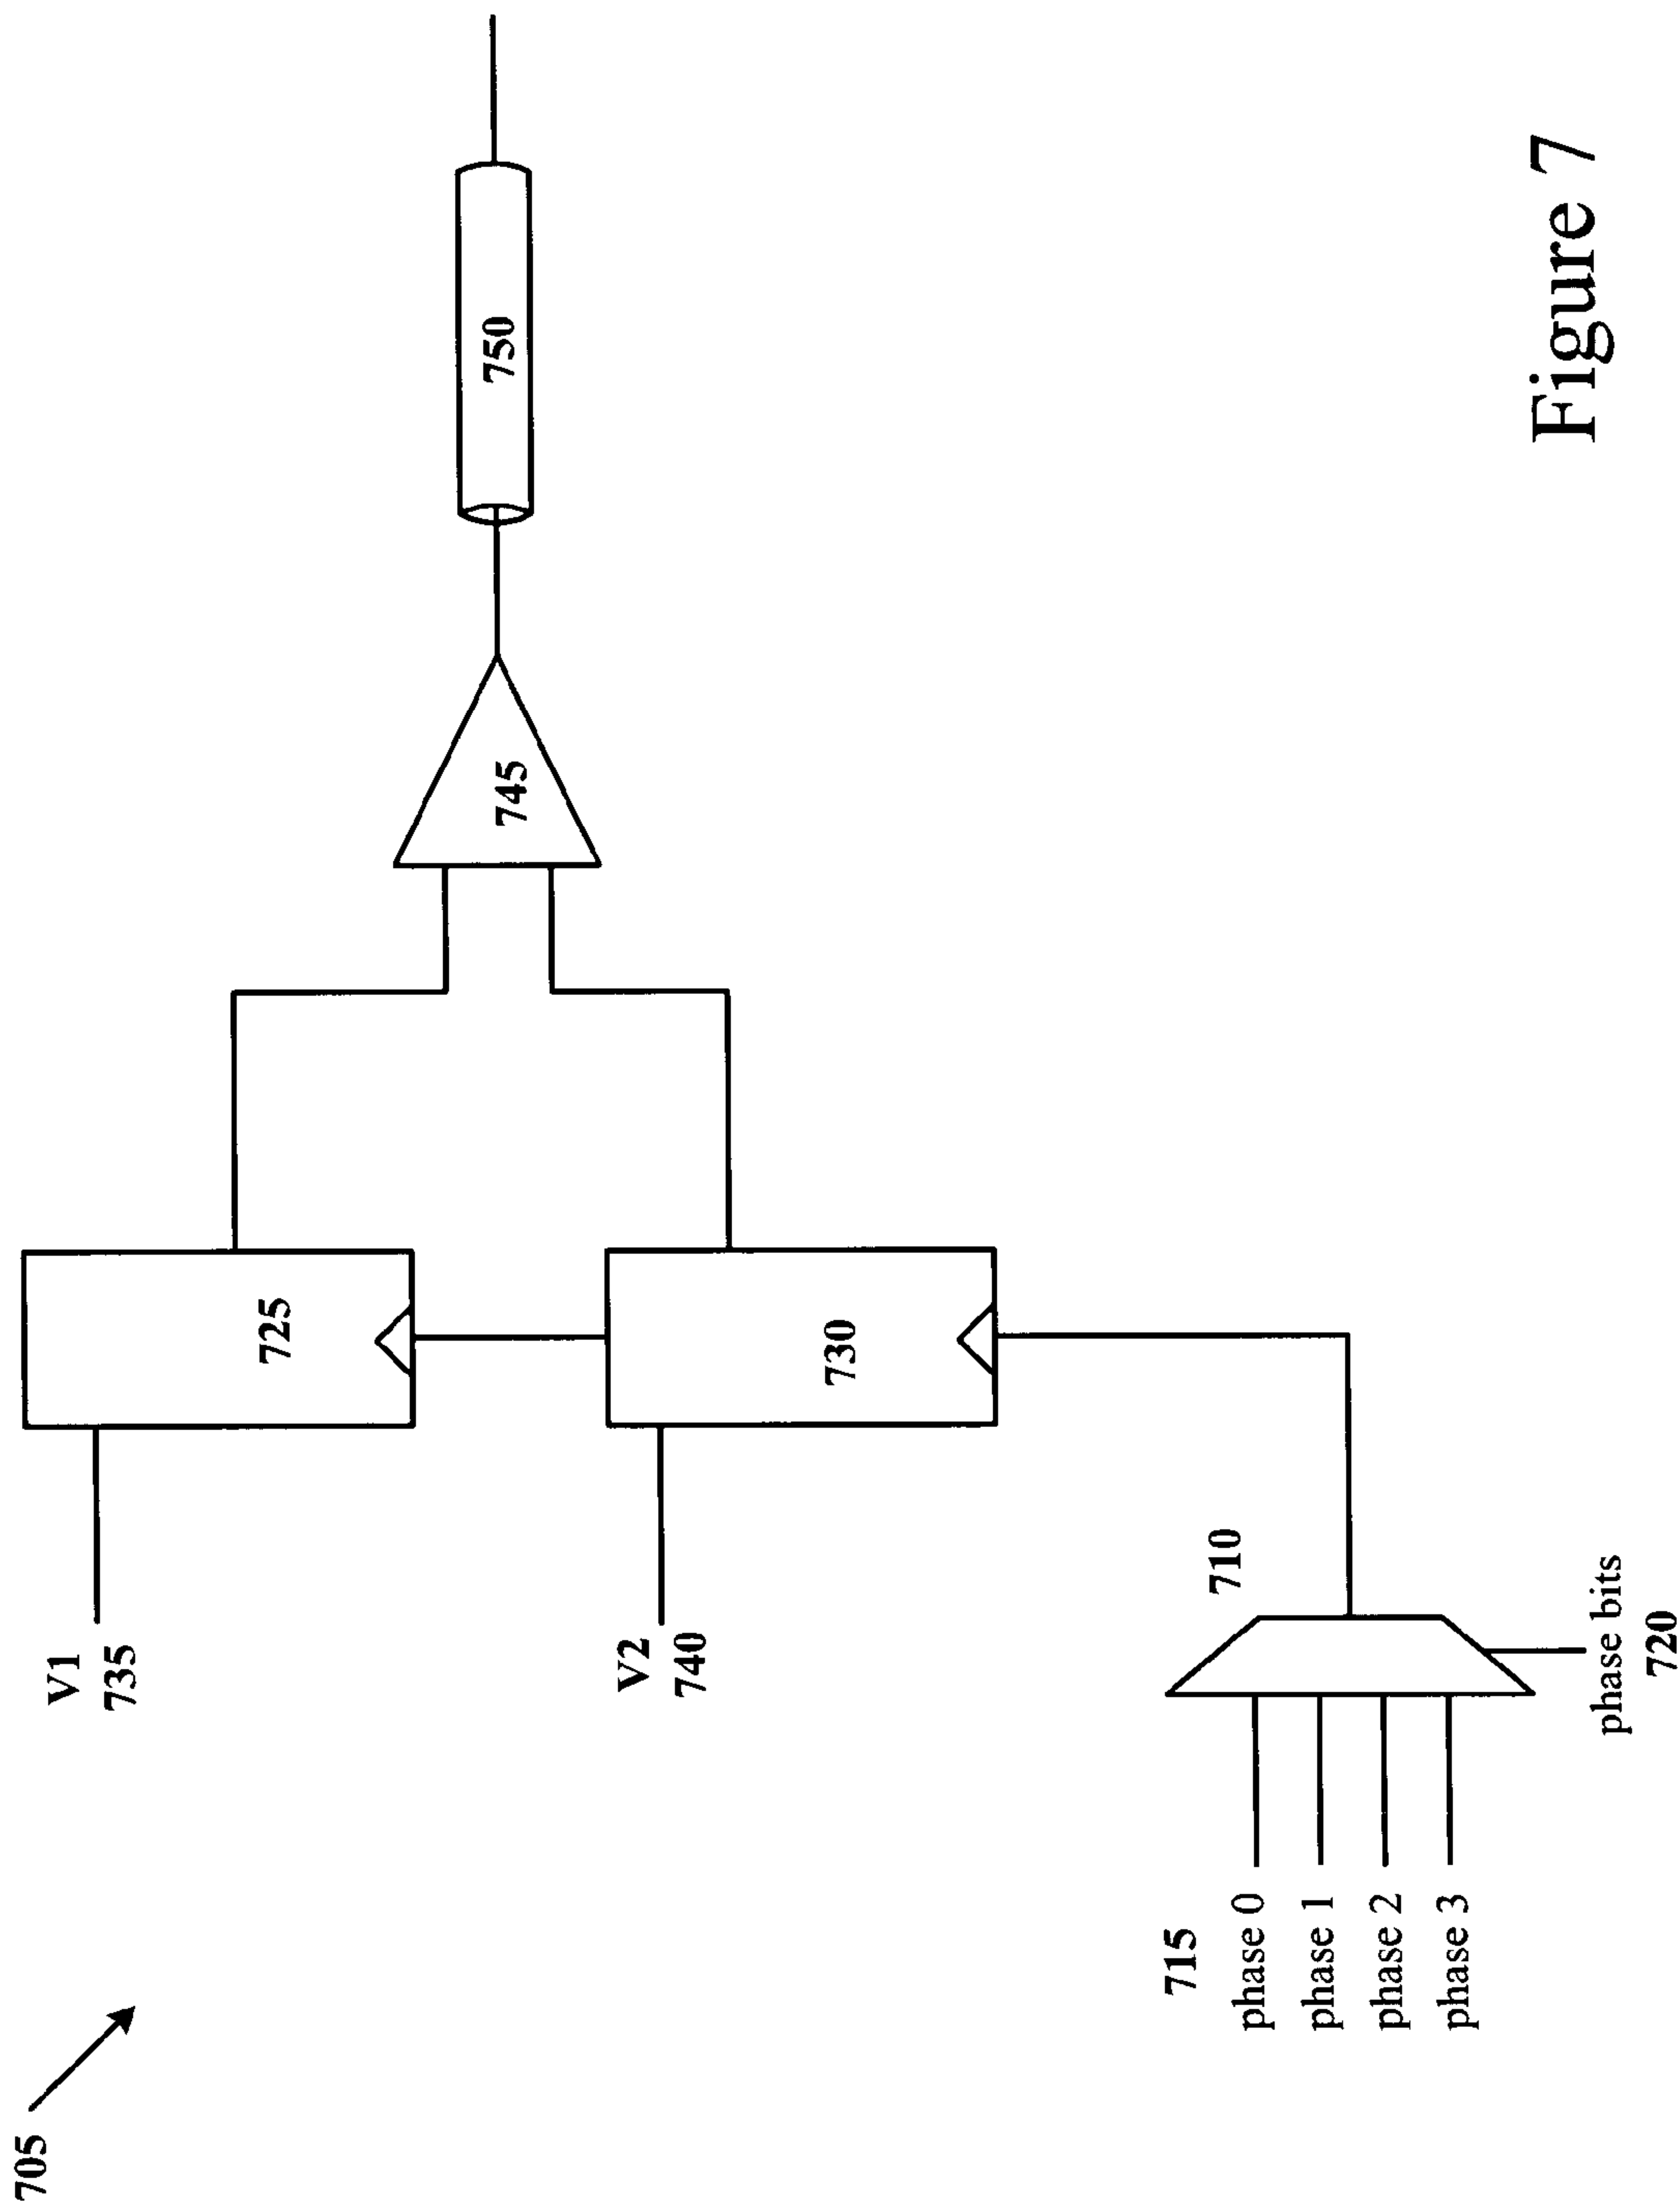 705
V1
735
725
V2
740
730
745
750
715
phase 0
phase 1
phase 2
phase 3
710
phase bits
720
Figure 7